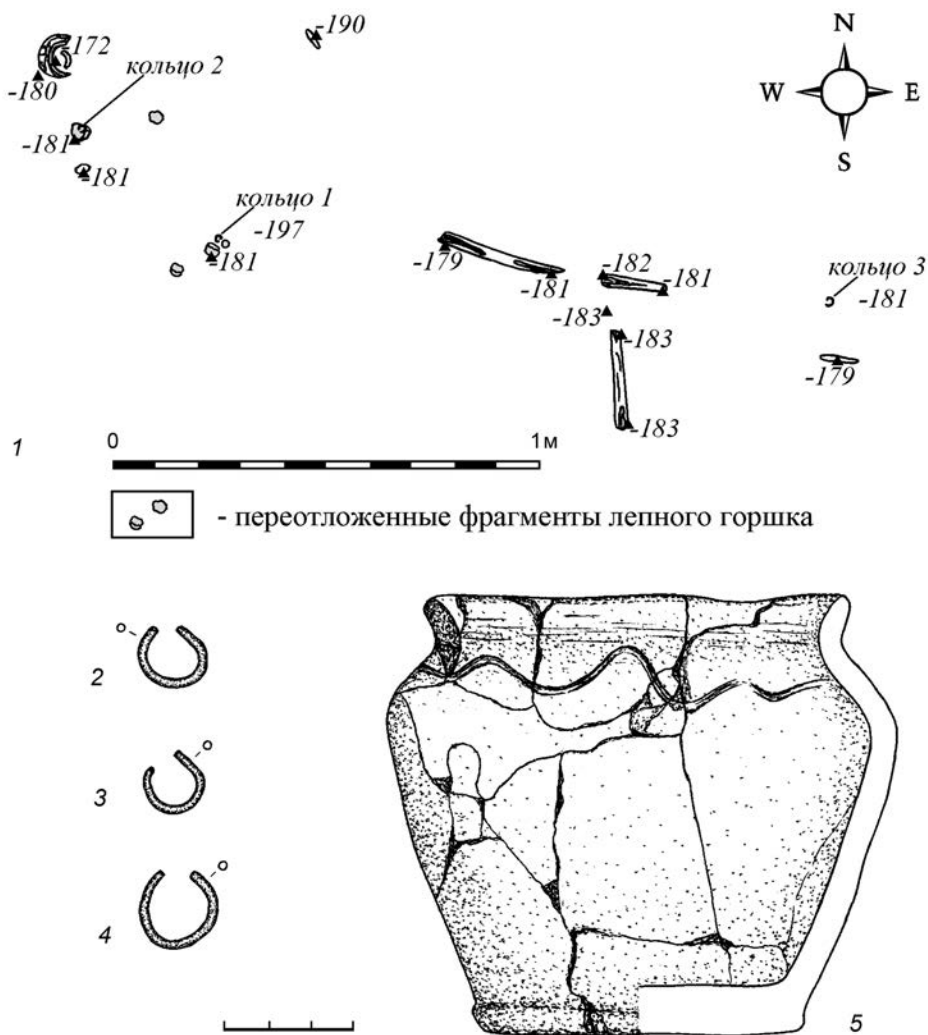 -190
N
-172
кольцо 2
-180
W
E
-181
S
-181
кольцо 1
-197
-181
-179
-182
-181
-181
кольцо 3
-181
-183
-183
-179
-183
1
0
1м
- переотложенные фрагменты лепного горшка
2
3
4
5